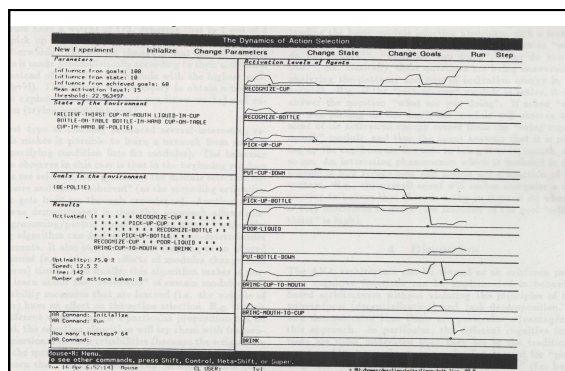 The Dynamics of Action Selection
New Experiment Initialize Change Parameters Change State Change Goals Run Step
Parameters
Influence from goals: 100
Influence from state: 10
Influence from achieved goals: 60
Mean activation level: 15
Threshold: 22.963497
State of the Environment
(RELIEVE-THIRST CUP-AT-MOUTH LIQUID-IN-CUP
BOTTLE-ON-TABLE BOTTLE-IN-HAND CUP-ON-TABLE
CUP-IN-HAND BE-POLITE)
Goals in the Environment
(BE-POLITE)
Results
Activated: (* * * * * * RECOGNIZE-CUP * * * * * * *
* * * * * PICK-UP-CUP * * * * * * * * *
* * * * * * * * * RECOGNIZE-BOTTLE * *
* * * * PICK-UP-BOTTLE * * *
RECOGNIZE-CUP * * POOR-LIQUID * * *
BRING-CUP-TO-MOUTH * * DRINK * * * *)
Optimality: 75.0 %
Speed: 12.5 %
Time: 142
Number of actions taken: 8
AA Command: Initialize
AA Command: Run
How many timesteps? 64
AA Command:
Activation Levels of Agents
RECOGNIZE-CUP
RECOGNIZE-BOTTLE
PICK-UP-CUP
PUT-CUP-DOWN
PICK-UP-BOTTLE
POOR-LIQUID
PUT-BOTTLE-DOWN
BRING-CUP-TO-MOUTH
BRING-MOUTH-TO-CUP
DRINK
Mouse-R: Menu.
To see other commands, press Shift, Control, Meta-Shift, or Super.
[Tue 16 Apr 6:52:14] Mouse CL USER: